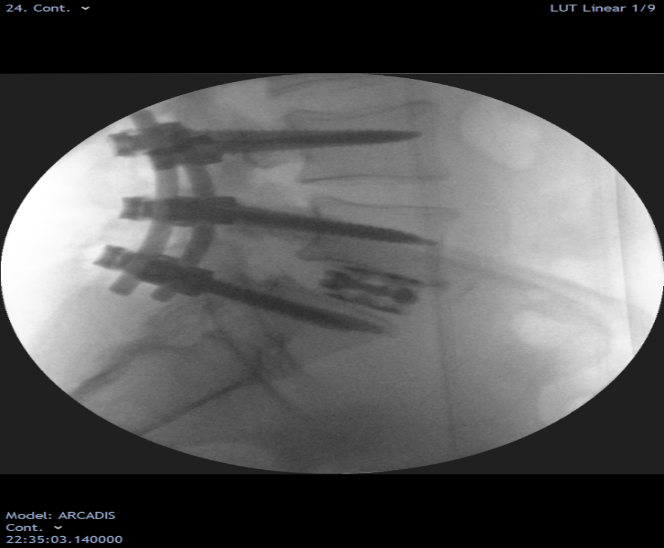 24. Cont.
LUT Linear 1/9
Model: ARCADIS
Cont.
22:35:03.140000